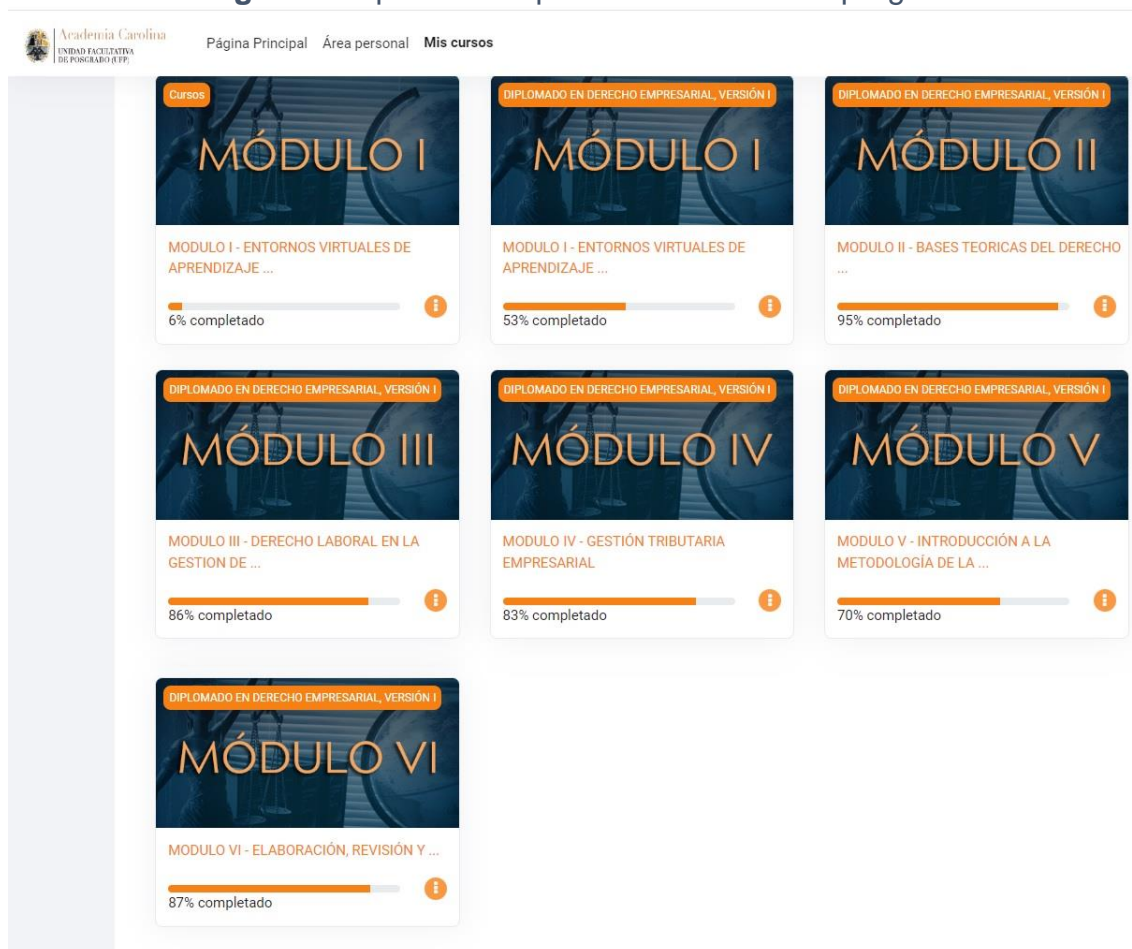 Academia Carolina
UNIDAD FACULTATIVA
DE POSGRADO (UFP)
Página Principal Área personal Mis cursos
Cursos
MÓDULO I
MODULO I - ENTORNOS VIRTUALES DE
APRENDIZAJE ...
6% completado
DIPLOMADO EN DERECHO EMPRESARIAL, VERSIÓN I
MÓDULO I
MODULO I - ENTORNOS VIRTUALES DE
APRENDIZAJE ...
53% completado
DIPLOMADO EN DERECHO EMPRESARIAL, VERSIÓN I
MÓDULO II
MODULO II - BASES TEORICAS DEL DERECHO
...
95% completado
DIPLOMADO EN DERECHO EMPRESARIAL, VERSIÓN I
MÓDULO III
MODULO III - DERECHO LABORAL EN LA
GESTION DE ...
86% completado
DIPLOMADO EN DERECHO EMPRESARIAL, VERSIÓN I
MÓDULO IV
MODULO IV - GESTIÓN TRIBUTARIA
EMPRESARIAL
83% completado
DIPLOMADO EN DERECHO EMPRESARIAL, VERSIÓN I
MÓDULO V
MODULO V - INTRODUCCIÓN A LA
METODOLOGÍA DE LA ...
70% completado
DIPLOMADO EN DERECHO EMPRESARIAL, VERSIÓN I
MÓDULO VI
MODULO VI - ELABORACIÓN, REVISIÓN Y ...
87% completado